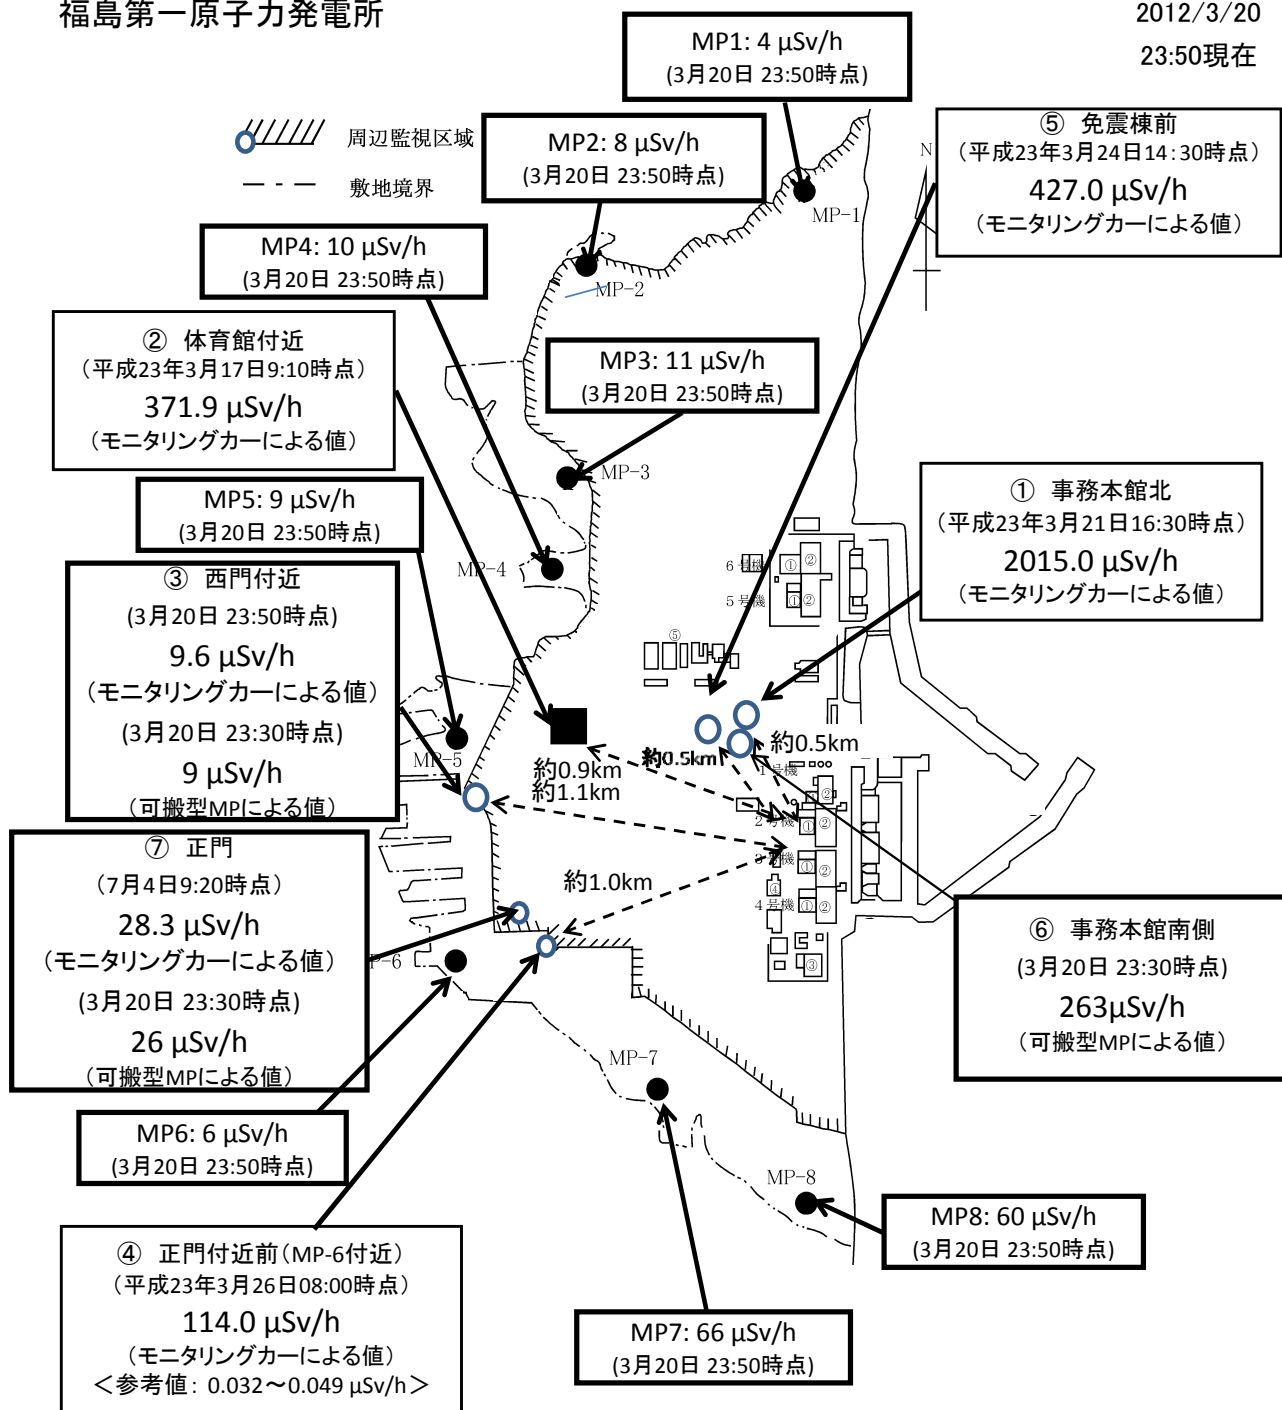 福島第一原子力発電所
2012/3/20
23:50現在
MP1: 4 μSv/h
(3月20日 23:50時点)
周辺監視区域
敷地境界
MP2: 8 μSv/h
(3月20日 23:50時点)
⑤ 免震棟前
(平成23年3月24日14:30時点)
427.0 μSv/h
(モニタリングカーによる値)
N
MP-1
MP4: 10 μSv/h
(3月20日 23:50時点)
MP-2
② 体育館付近
(平成23年3月17日9:10時点)
371.9 μSv/h
(モニタリングカーによる値)
MP3: 11 μSv/h
(3月20日 23:50時点)
MP-3
MP5: 9 μSv/h
(3月20日 23:50時点)
① 事務本館北
(平成23年3月21日16:30時点)
2015.0 μSv/h
(モニタリングカーによる値)
MP-4
6号機
① ②
5号機
① ②
⑤
③ 西門付近
(3月20日 23:50時点)
9.6 μSv/h
(モニタリングカーによる値)
(3月20日 23:30時点)
9 μSv/h
(可搬型MPによる値)
MP-5
約0.9km
約1.1km
約0.5km
約0.5km
1号機
②
2号機
① ②
3号機
① ②
④
4号機
① ②
③
約1.0km
⑦ 正門
(7月4日9:20時点)
28.3 μSv/h
(モニタリングカーによる値)
(3月20日 23:30時点)
26 μSv/h
(可搬型MPによる値)
P-6
⑥ 事務本館南側
(3月20日 23:30時点)
263μSv/h
(可搬型MPによる値)
MP-7
MP6: 6 μSv/h
(3月20日 23:50時点)
MP-8
MP8: 60 μSv/h
(3月20日 23:50時点)
④ 正門付近前(MP-6付近)
(平成23年3月26日08:00時点)
114.0 μSv/h
(モニタリングカーによる値)
<参考値: 0.032～0.049 μSv/h>
MP7: 66 μSv/h
(3月20日 23:50時点)